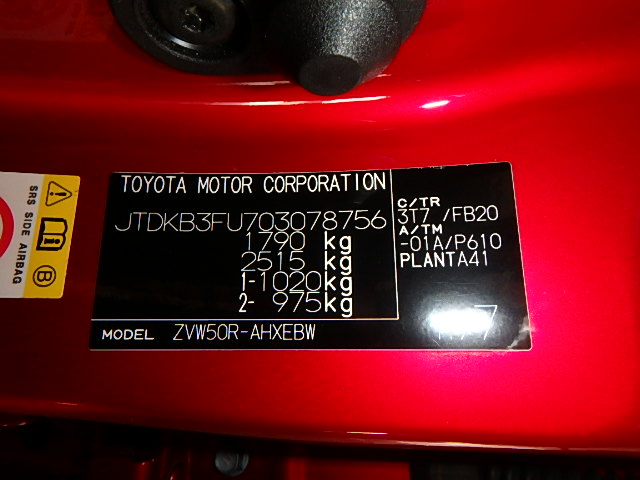 TOYOTA MOTOR CORPORATION
JTDKB3FU703078756
1790 kg
2515 kg
1-1020kg
2- 975kg
MODEL ZVW50R-AHXEBW
C/TR
3T7 /FB20
A/TM
-01A/P610
PLANTA41
SRS SIDE AIRBAG
B